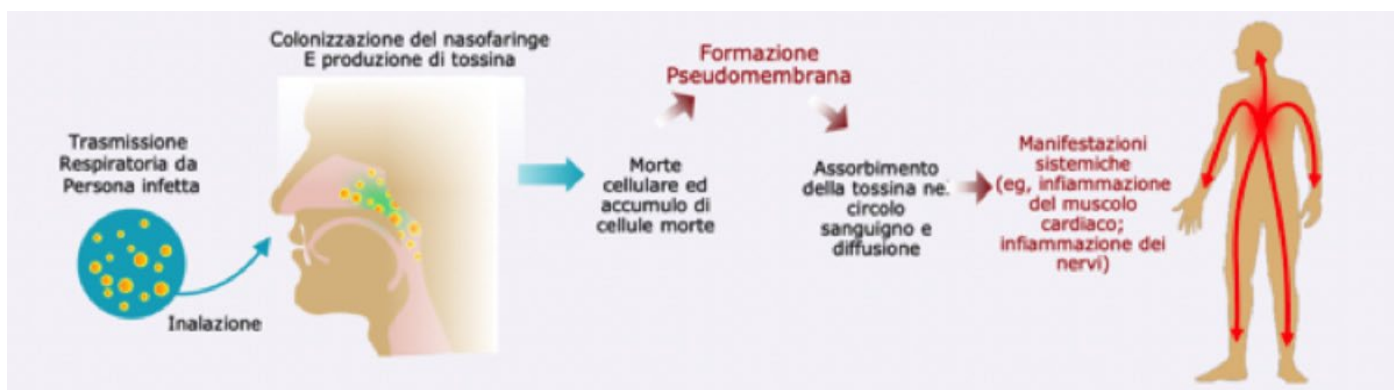 Colonizzazione del nasofaringe
E produzione di tossina
Trasmissione
Respiratoria da
Persona infetta
Inalazione
Morte
cellulare ed
accumulo di
cellule morte
Formazione
Pseudomembrana
Assorbimento
della tossina nel
circolo
sanguigno e
diffusione
Manifestazioni
sistemiche
(eg, infiammazione
del muscolo
cardiaco;
infiammazione dei
nervi)